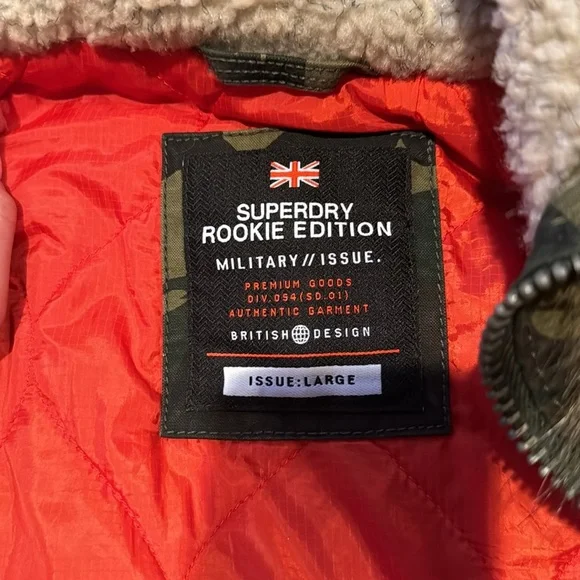 SUPERDRY
ROOKIE EDITION
MILITARY//ISSUE.
PREMIUM GOODS
DIV.094(SD.01)
AUTHENTIC GARMENT
BRITISH DESIGN
ISSUE:LARGE